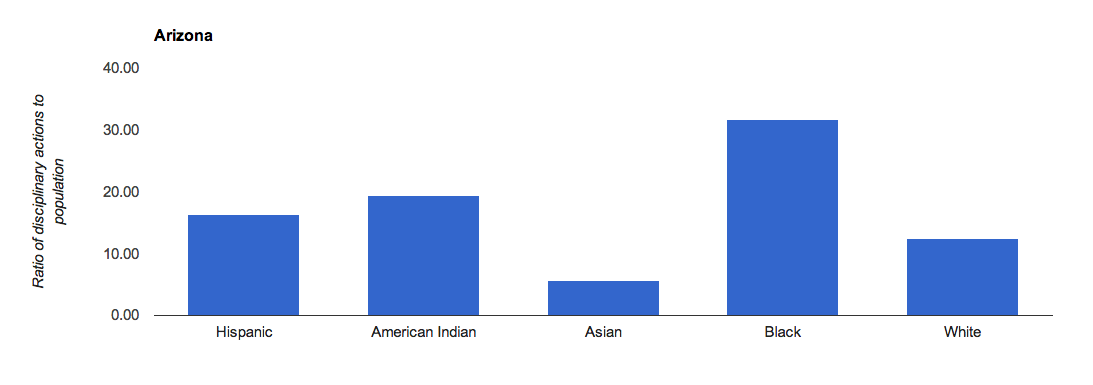 Arizona
Ratio of disciplinary actions to
population
40.00
30.00
20.00
10.00
0.00
Hispanic
American Indian
Asian
Black
White